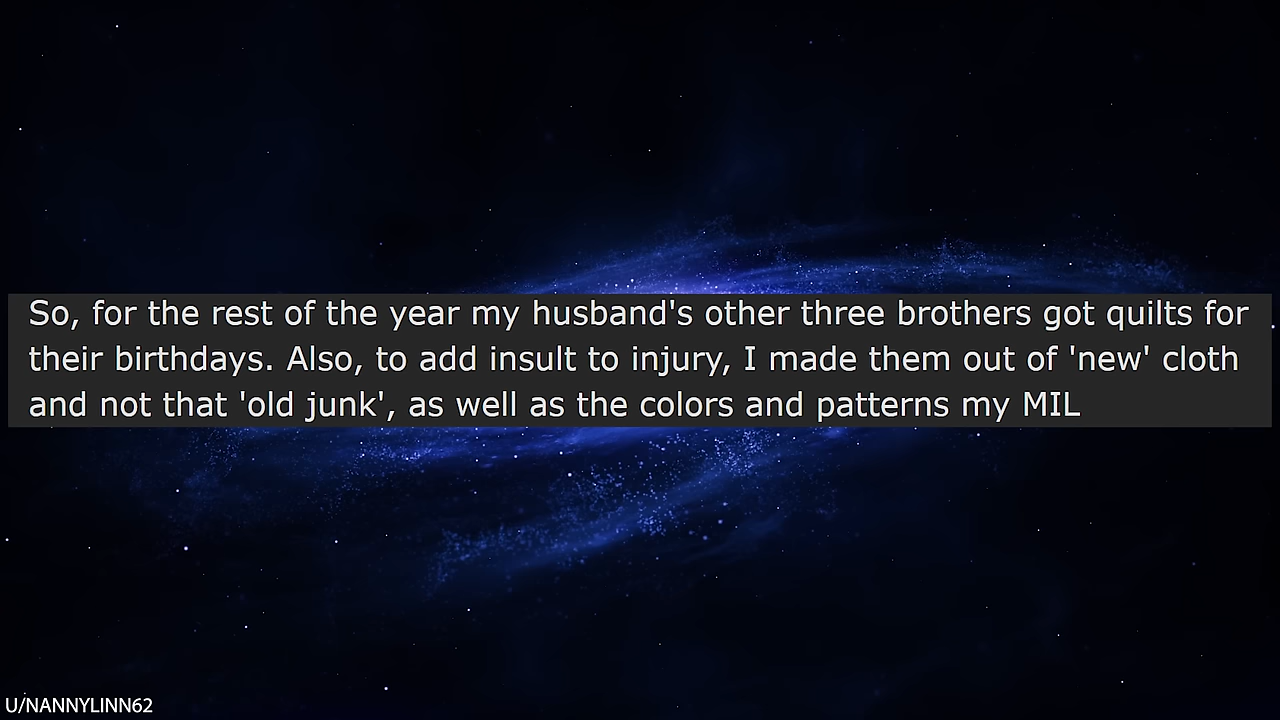 So, for the rest of the year my husband's other three brothers got quilts for
their birthdays. Also, to add insult to injury, I made them out of 'new' cloth
and not that 'old junk', as well as the colors and patterns my MIL
U/NANNYLINN62